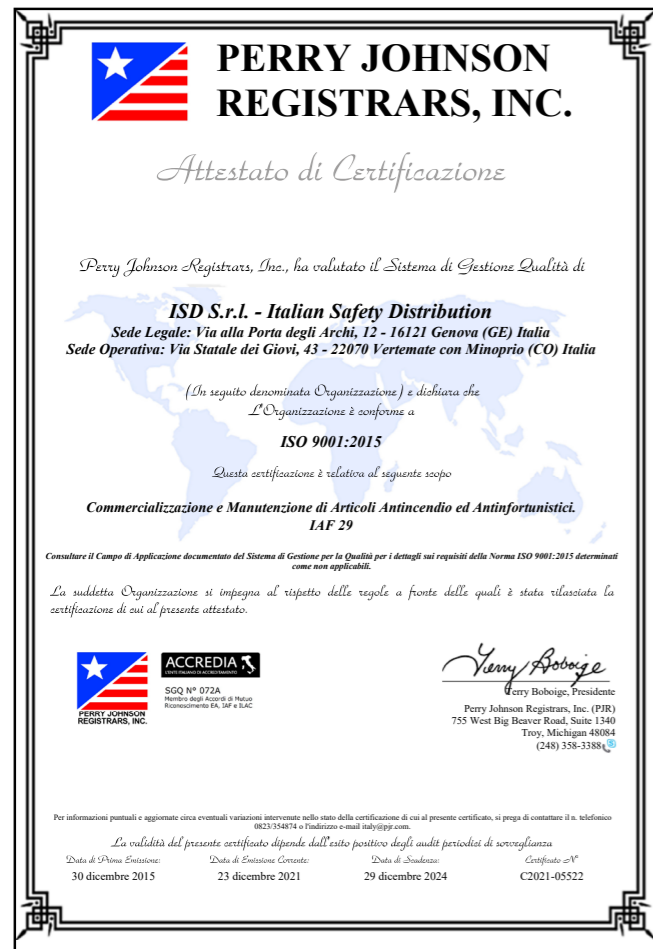 PERRY JOHNSON
REGISTRARS, INC.
Attestato di Certificazione
Perry Johnson Registrars, Inc., ha valutato il Sistema di Gestione Qualità di
ISD S.r.l. - Italian Safety Distribution
Sede Legale: Via alla Porta degli Archi, 12 - 16121 Genova (GE) Italia
Sede Operativa: Via Statale dei Giovi, 43 - 22070 Vertemate con Minoprio (CO) Italia
(In seguito denominata Organizzazione) e dichiara che
L'Organizzazione è conforme a
ISO 9001:2015
Questa certificazione è relativa al seguente scopo
Commercializzazione e Manutenzione di Articoli Antincendio ed Antinfortunistici.
IAF 29
Consultare il Campo di Applicazione documentato del Sistema di Gestione per la Qualità per i dettagli sui requisiti della Norma ISO 9001:2015 determinati
come non applicabili.
La suddetta Organizzazione si impegna al rispetto delle regole a fronte delle quali è stata rilasciata la
certificazione di cui al presente attestato.
PERRY JOHNSON
REGISTRARS, INC.
ACCREDIA
L'ENTE ITALIANO DI ACCREDITAMENTO
SGQ N° 072A
Membro degli Accordi di Mutuo
Riconoscimento EA, IAF e ILAC
Terry Boboige
Terry Boboige, Presidente
Perry Johnson Registrars, Inc. (PJR)
755 West Big Beaver Road, Suite 1340
Troy, Michigan 48084
(248) 358-3388
Per informazioni puntuali e aggiornate circa eventuali variazioni intervenute nello stato della certificazione di cui al presente certificato, si prega di contattare il n. telefonico
0823/354874 o l'indirizzo e-mail italy@pjr.com.
La validità del presente certificato dipende dall'esito positivo degli audit periodici di sorveglianza
Data di Prima Emissione: Data di Emissione Corrente: Data di Scadenza: Certificato N°
30 dicembre 2015 23 dicembre 2021 29 dicembre 2024 C2021-05522